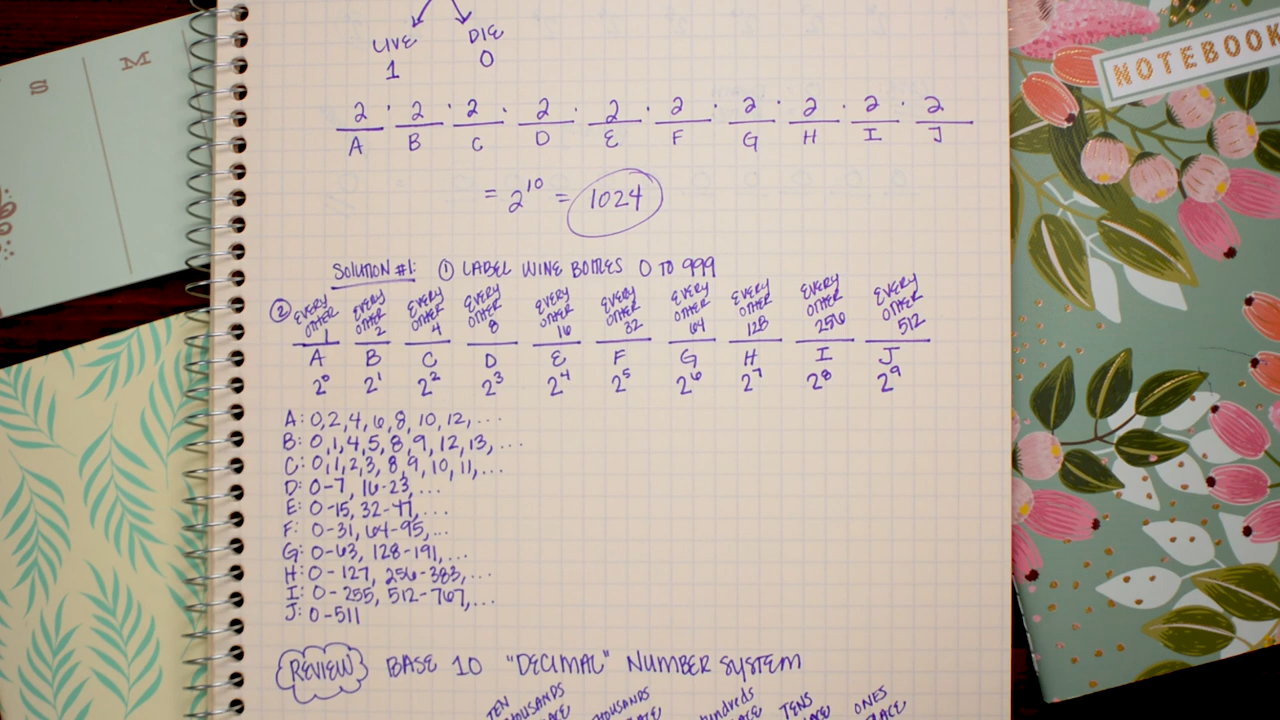 S M
NOTEBOOK
LIVE DIE
1 0
2 · 2 · 2 · 2 · 2 · 2 · 2 · 2 · 2 · 2
A B C D E F G H I J
= 2^10 = 1024
SOLUTION #1: ① LABEL WINE BOTTLES 0 TO 999
② EVERY OTHER 1 EVERY OTHER 2 EVERY OTHER 4 EVERY OTHER 8 EVERY OTHER 16 EVERY OTHER 32 EVERY OTHER 64 EVERY OTHER 128 EVERY OTHER 256 EVERY OTHER 512
A B C D E F G H I J
2^0 2^1 2^2 2^3 2^4 2^5 2^6 2^7 2^8 2^9
A: 0, 2, 4, 6, 8, 10, 12, ...
B: 0, 1, 4, 5, 8, 9, 12, 13, ...
C: 0, 1, 2, 3, 8, 9, 10, 11, ...
D: 0-7, 16-23, ...
E: 0-15, 32-47, ...
F: 0-31, 64-95, ...
G: 0-63, 128-191, ...
H: 0-127, 256-383, ...
I: 0-255, 512-767, ...
J: 0-511
REVIEW BASE 10 "DECIMAL" NUMBER SYSTEM
TEN THOUSANDS THOUSANDS hundreds TENS ONES